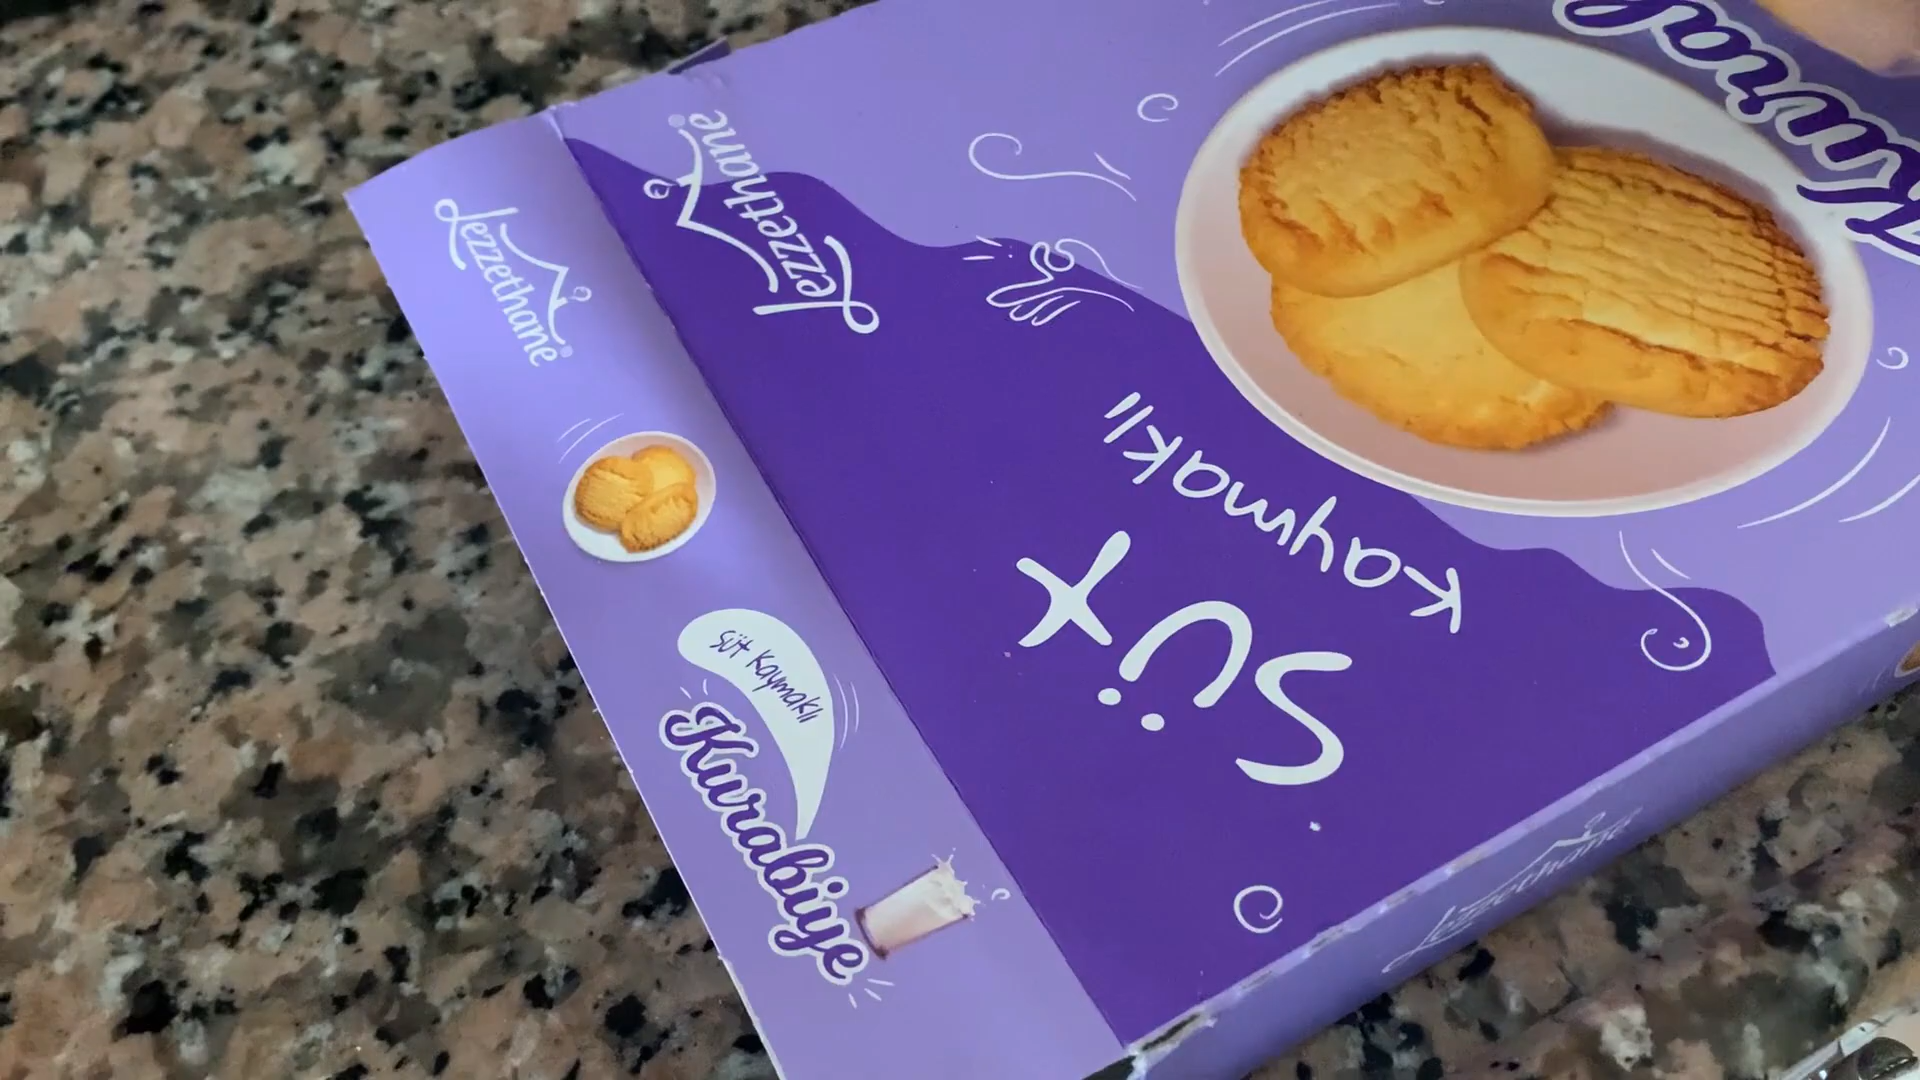 Lezzethane®
süt kaymaklı
Kurabiye
Lezzethane®
Süt
kaymaklı
Lezzethane